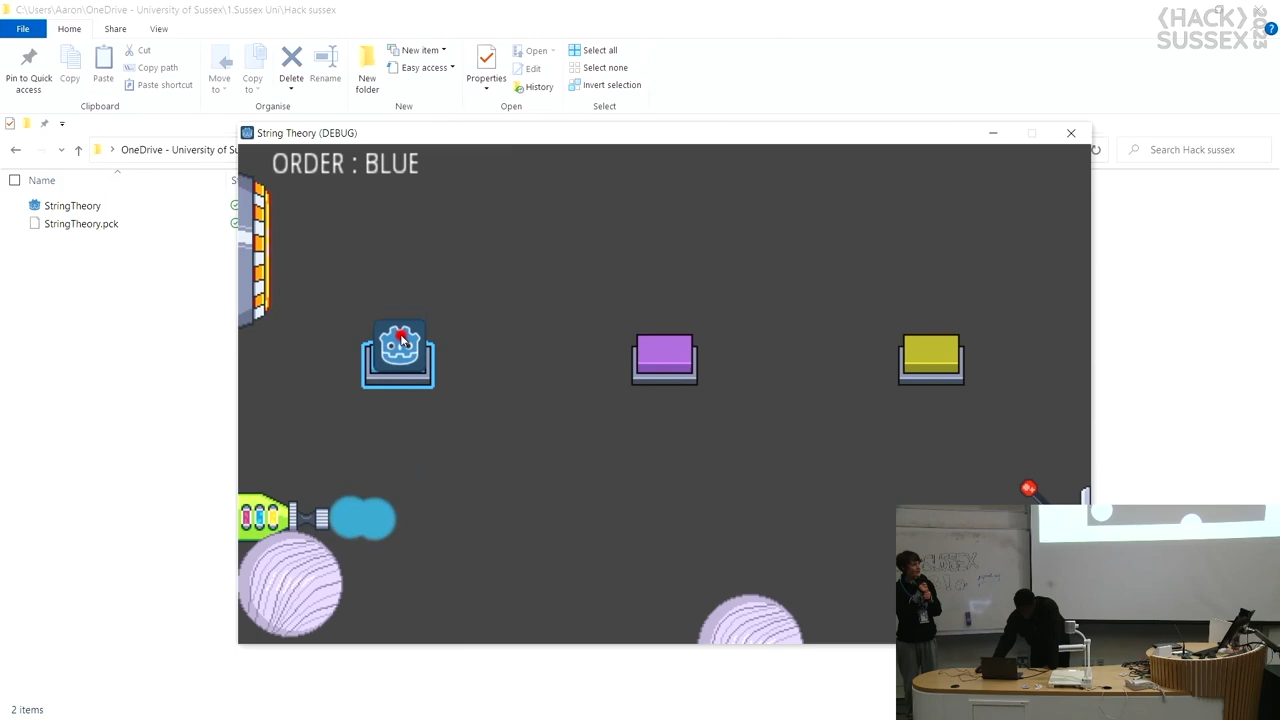 C:\Users\Aaron\OneDrive - University of Sussex\1.Sussex Uni\Hack sussex
{HACK}
SUSSEX
2023
File
Home
Share
View
Pin to Quick access
Copy
Paste
Cut
Copy path
Paste shortcut
Clipboard
Move to
Copy to
Delete
Rename
Organise
New folder
New item
Easy access
New
Properties
Open
Edit
History
Open
Select all
Select none
Invert selection
Select
OneDrive - University of Su
Search Hack sussex
Name
S
StringTheory
StringTheory.pck
String Theory (DEBUG)
ORDER : BLUE
SUSSEX
2 items